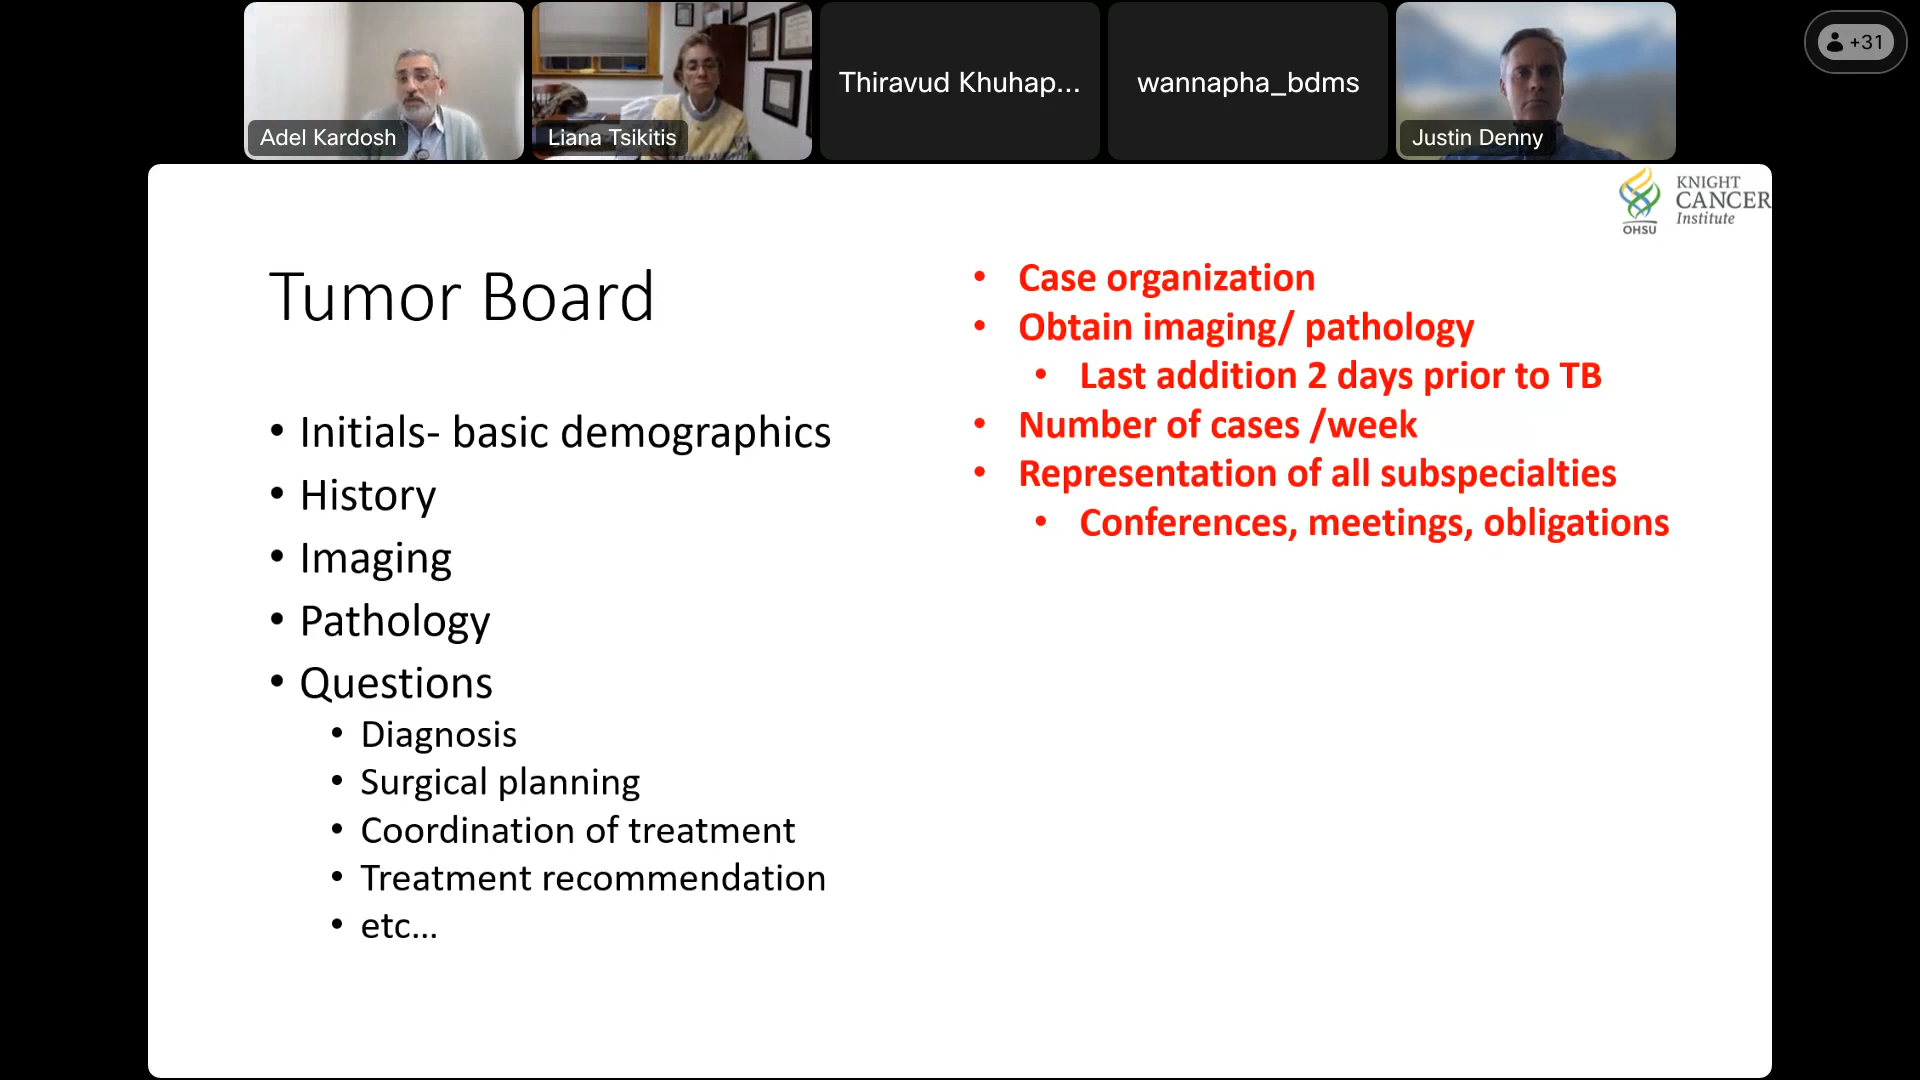 Adel Kardosh
Liana Tsikitis
Thiravud Khuhap...
wannapha_bdms
Justin Denny
+31
KNIGHT
CANCER
Institute
OHSU
Tumor Board
• Initials- basic demographics
• History
• Imaging
• Pathology
• Questions
• Diagnosis
• Surgical planning
• Coordination of treatment
• Treatment recommendation
• etc...
• Case organization
• Obtain imaging/ pathology
• Last addition 2 days prior to TB
• Number of cases /week
• Representation of all subspecialties
• Conferences, meetings, obligations